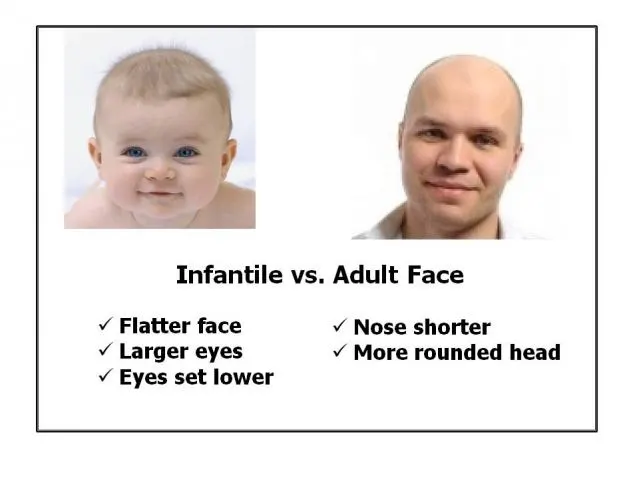 Infantile vs. Adult Face
✓ Flatter face
✓ Larger eyes
✓ Eyes set lower
✓ Nose shorter
✓ More rounded head